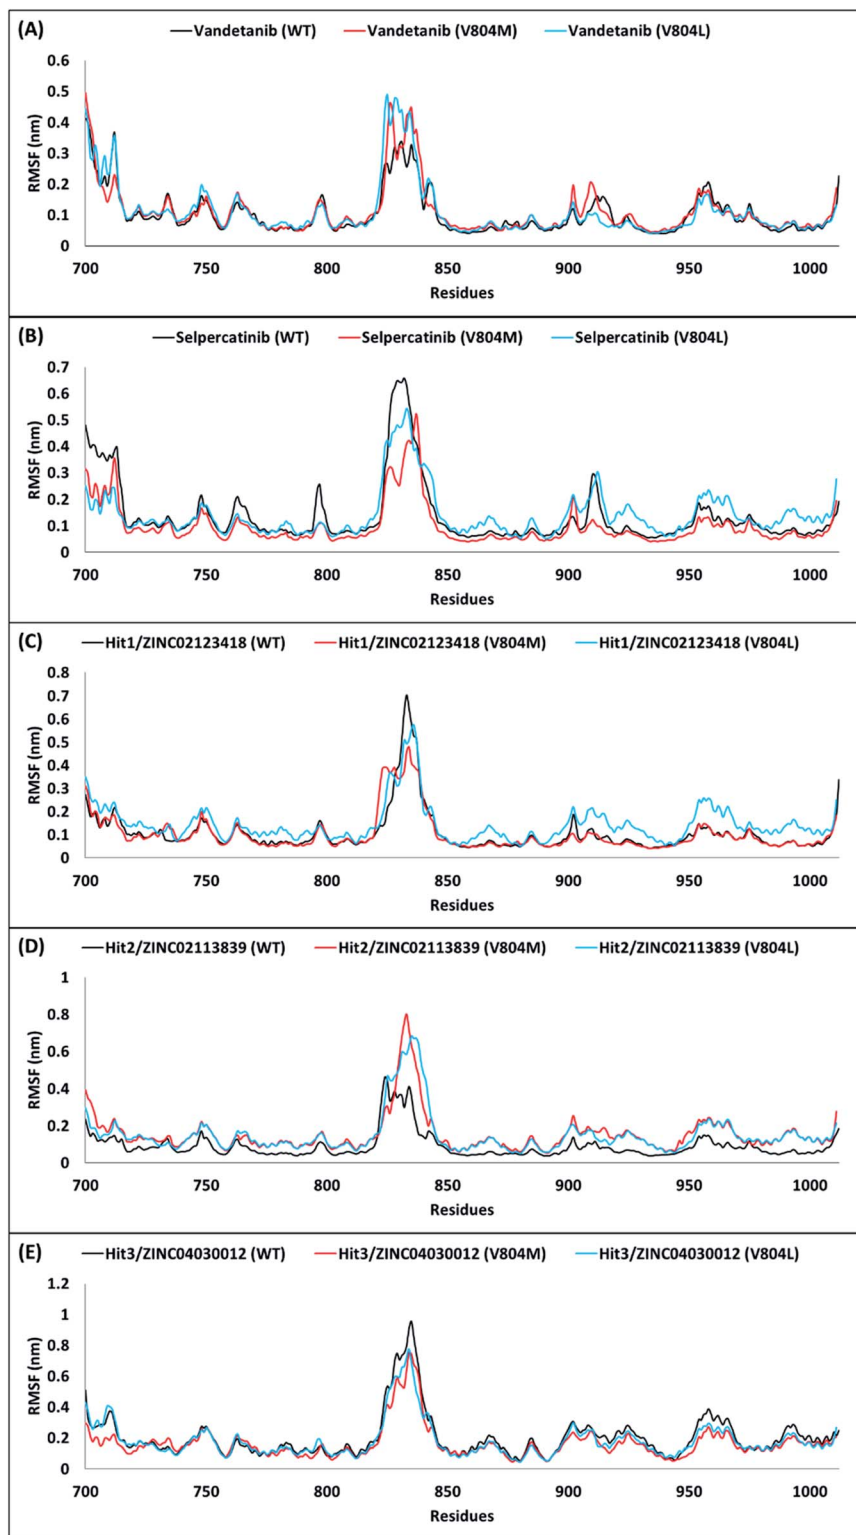 (A)
Vandetanib (WT) Vandetanib (V804M) Vandetanib (V804L)
0.6
0.5
0.4
0.3
0.2
0.1
0
RMSF (nm)
700 750 800 850 900 950 1000
Residues
(B)
Selpercatinib (WT) Selpercatinib (V804M) Selpercatinib (V804L)
0.7
0.6
0.5
0.4
0.3
0.2
0.1
0
RMSF (nm)
700 750 800 850 900 950 1000
Residues
(C)
Hit1/ZINC02123418 (WT) Hit1/ZINC02123418 (V804M) Hit1/ZINC02123418 (V804L)
0.8
0.7
0.6
0.5
0.4
0.3
0.2
0.1
0
RMSF (nm)
700 750 800 850 900 950 1000
Residues
(D)
Hit2/ZINC02113839 (WT) Hit2/ZINC02113839 (V804M) Hit2/ZINC02113839 (V804L)
1
0.8
0.6
0.4
0.2
0
RMSF (nm)
700 750 800 850 900 950 1000
Residues
(E)
Hit3/ZINC04030012 (WT) Hit3/ZINC04030012 (V804M) Hit3/ZINC04030012 (V804L)
1.2
1
0.8
0.6
0.4
0.2
0
RMSF (nm)
700 750 800 850 900 950 1000
Residues